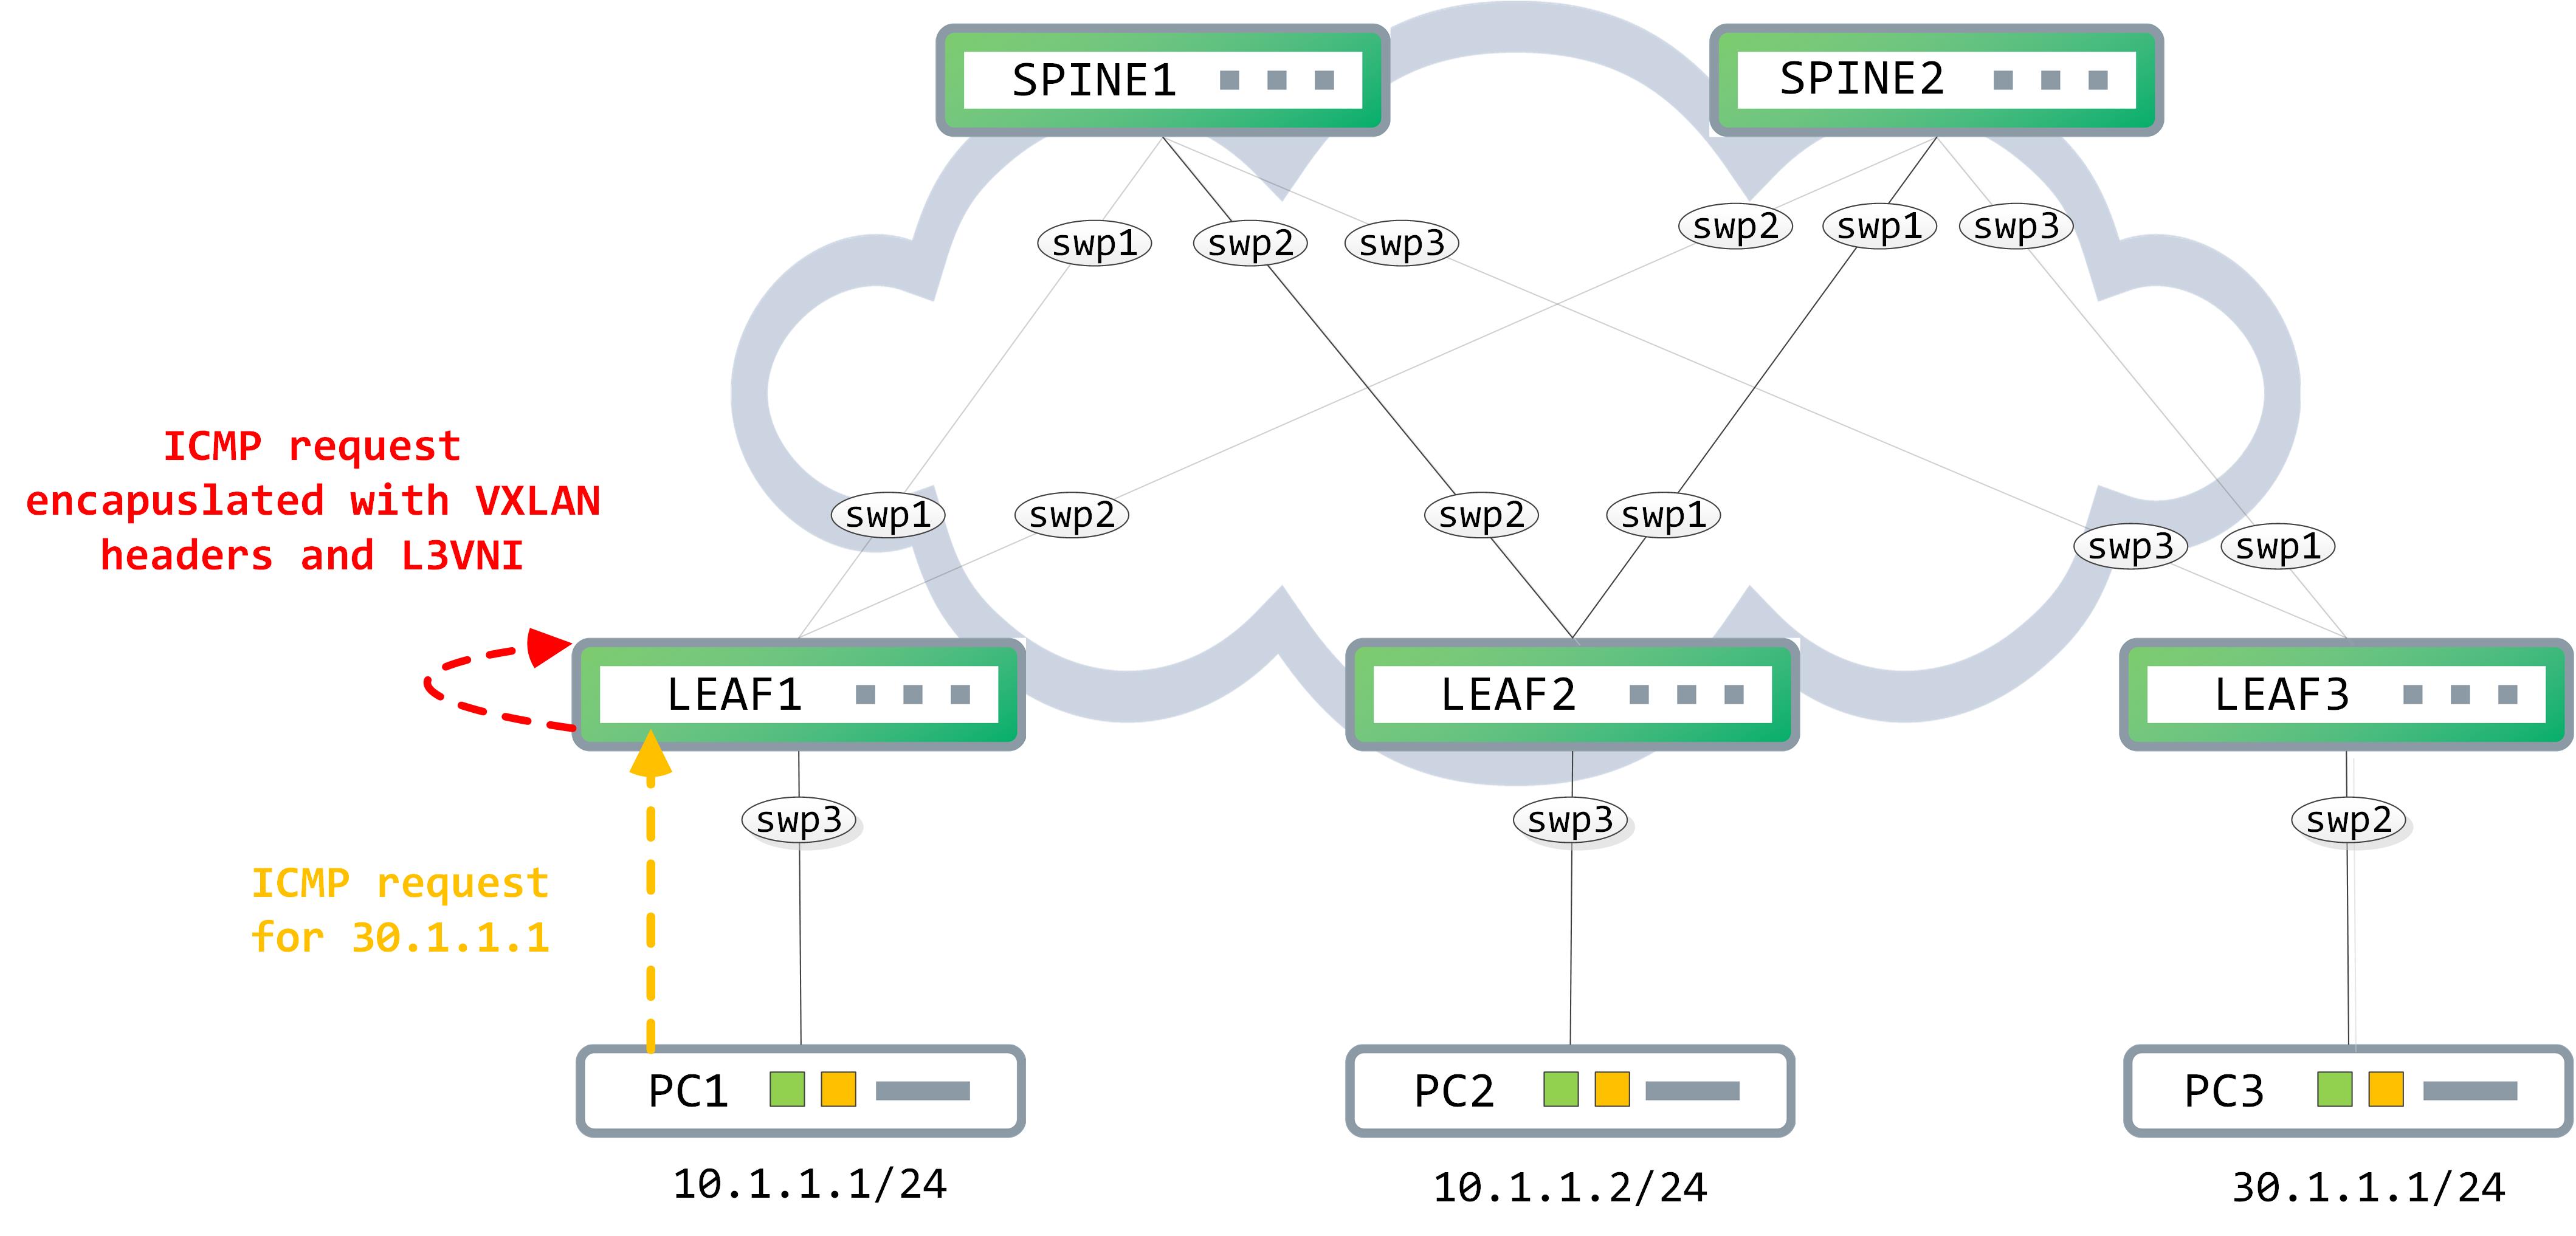 SPINE1
SPINE2
swp1
swp2
swp3
swp2
swp1
swp3
ICMP request
encapuslated with VXLAN
headers and L3VNI
swp1
swp2
swp2
swp1
swp3
swp1
LEAF1
LEAF2
LEAF3
swp3
swp3
swp2
ICMP request
for 30.1.1.1
PC1
PC2
PC3
10.1.1.1/24
10.1.1.2/24
30.1.1.1/24